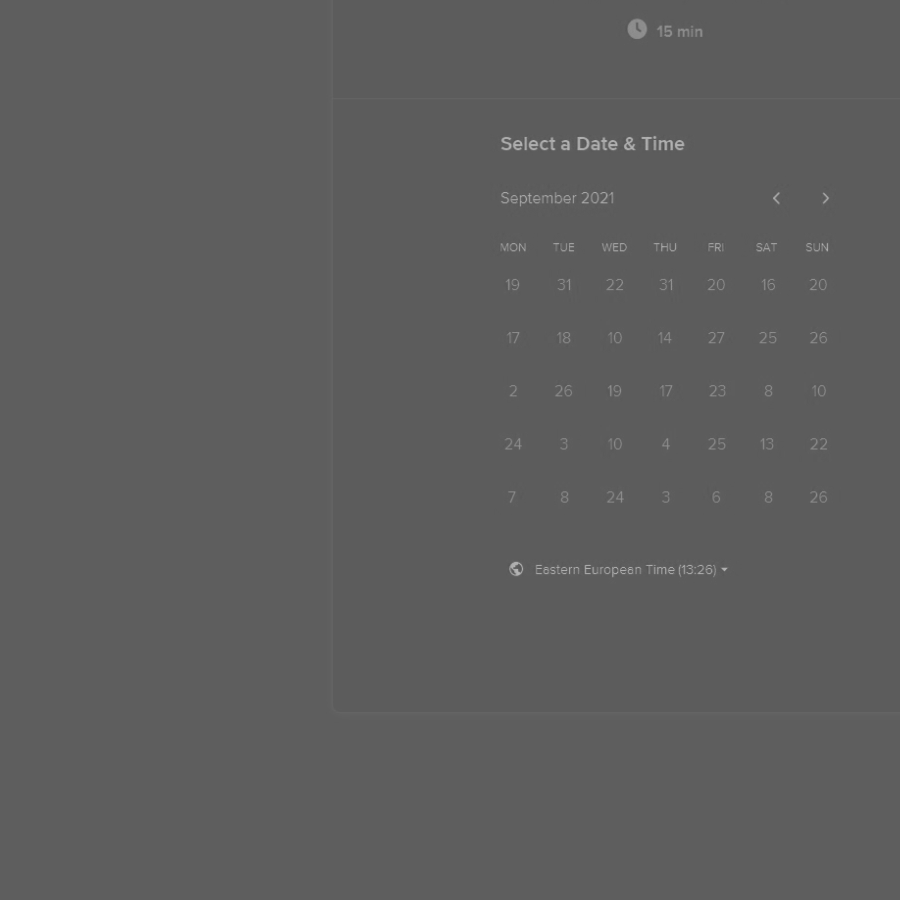 15 min
Select a Date & Time
September 2021
MON TUE WED THU FRI SAT SUN
19 31 22 31 20 16 20
17 18 10 14 27 25 26
2 26 19 17 23 8 10
24 3 10 4 25 13 22
7 8 24 3 6 8 26
Eastern European Time (13:26)